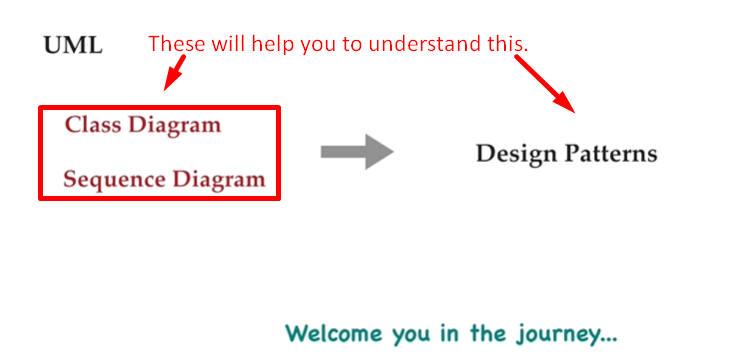 UML
These will help you to understand this.
Class Diagram
Sequence Diagram
Design Patterns
Welcome you in the journey...